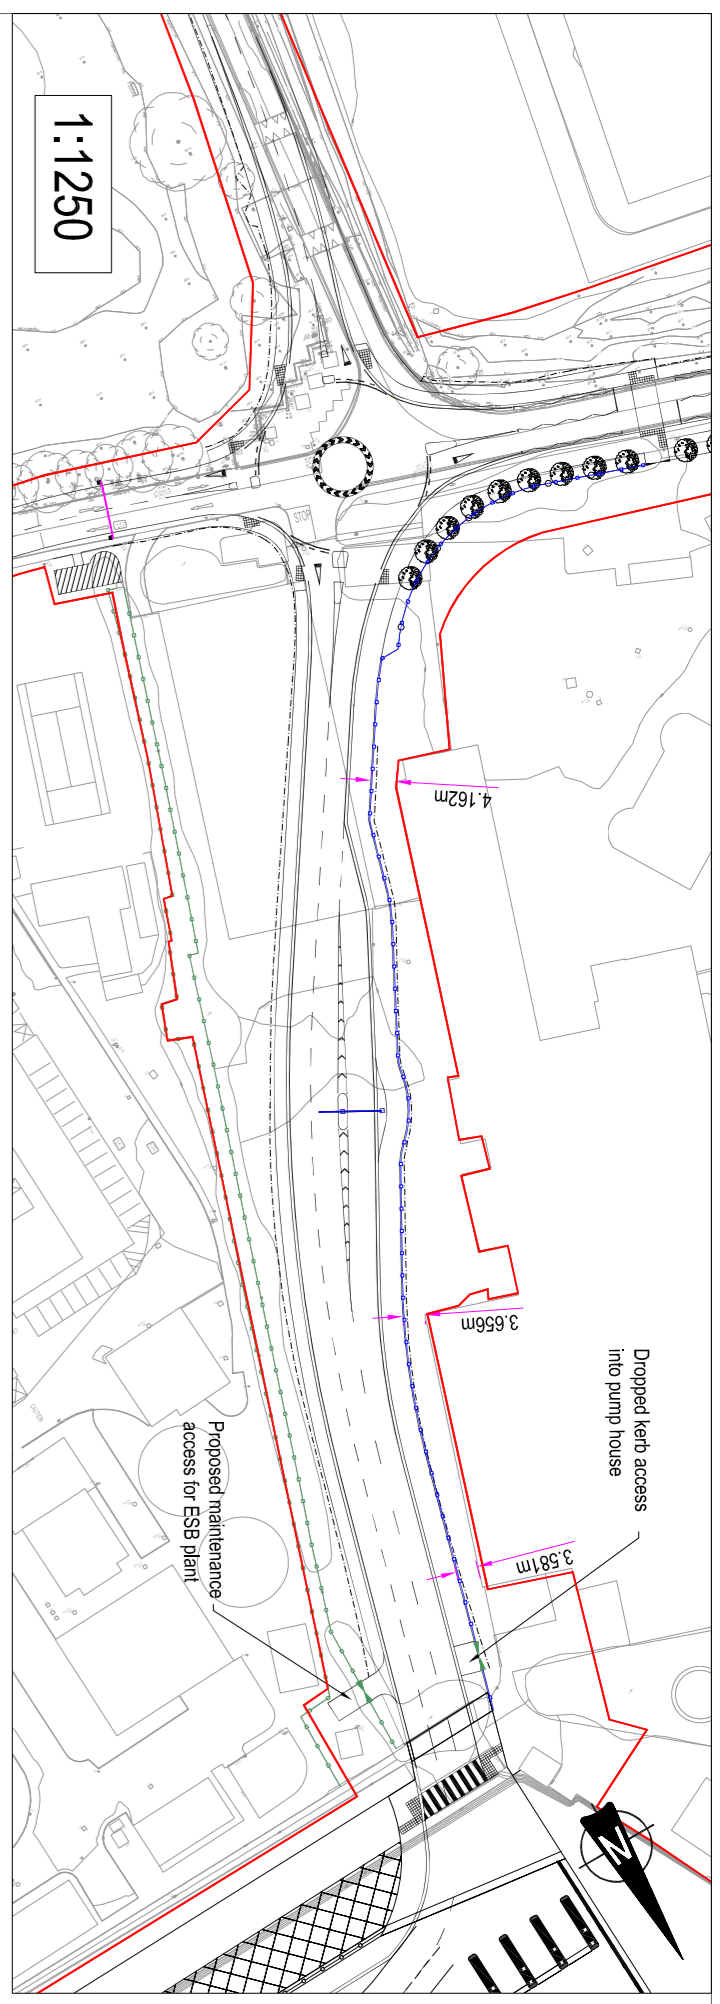 1:1250
STOP
4.162m
3.656m
Dropped kerb access
into pump house
3.581m
Proposed maintenance
access for ESB plant
N